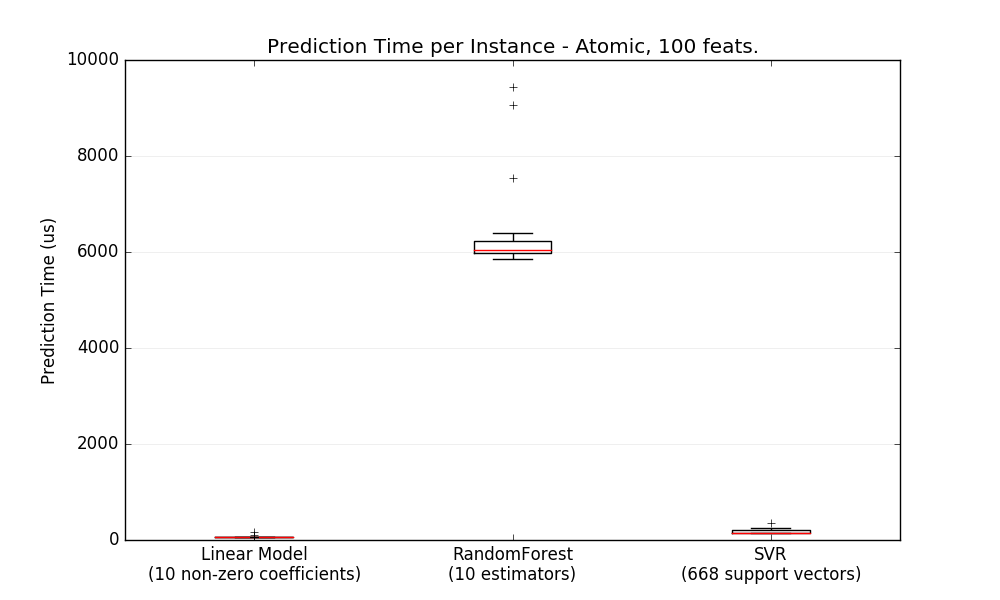 Prediction Time per Instance - Atomic, 100 feats.
10000
8000
6000
4000
2000
0
Prediction Time (us)
Linear Model
(10 non-zero coefficients)
RandomForest
(10 estimators)
SVR
(668 support vectors)